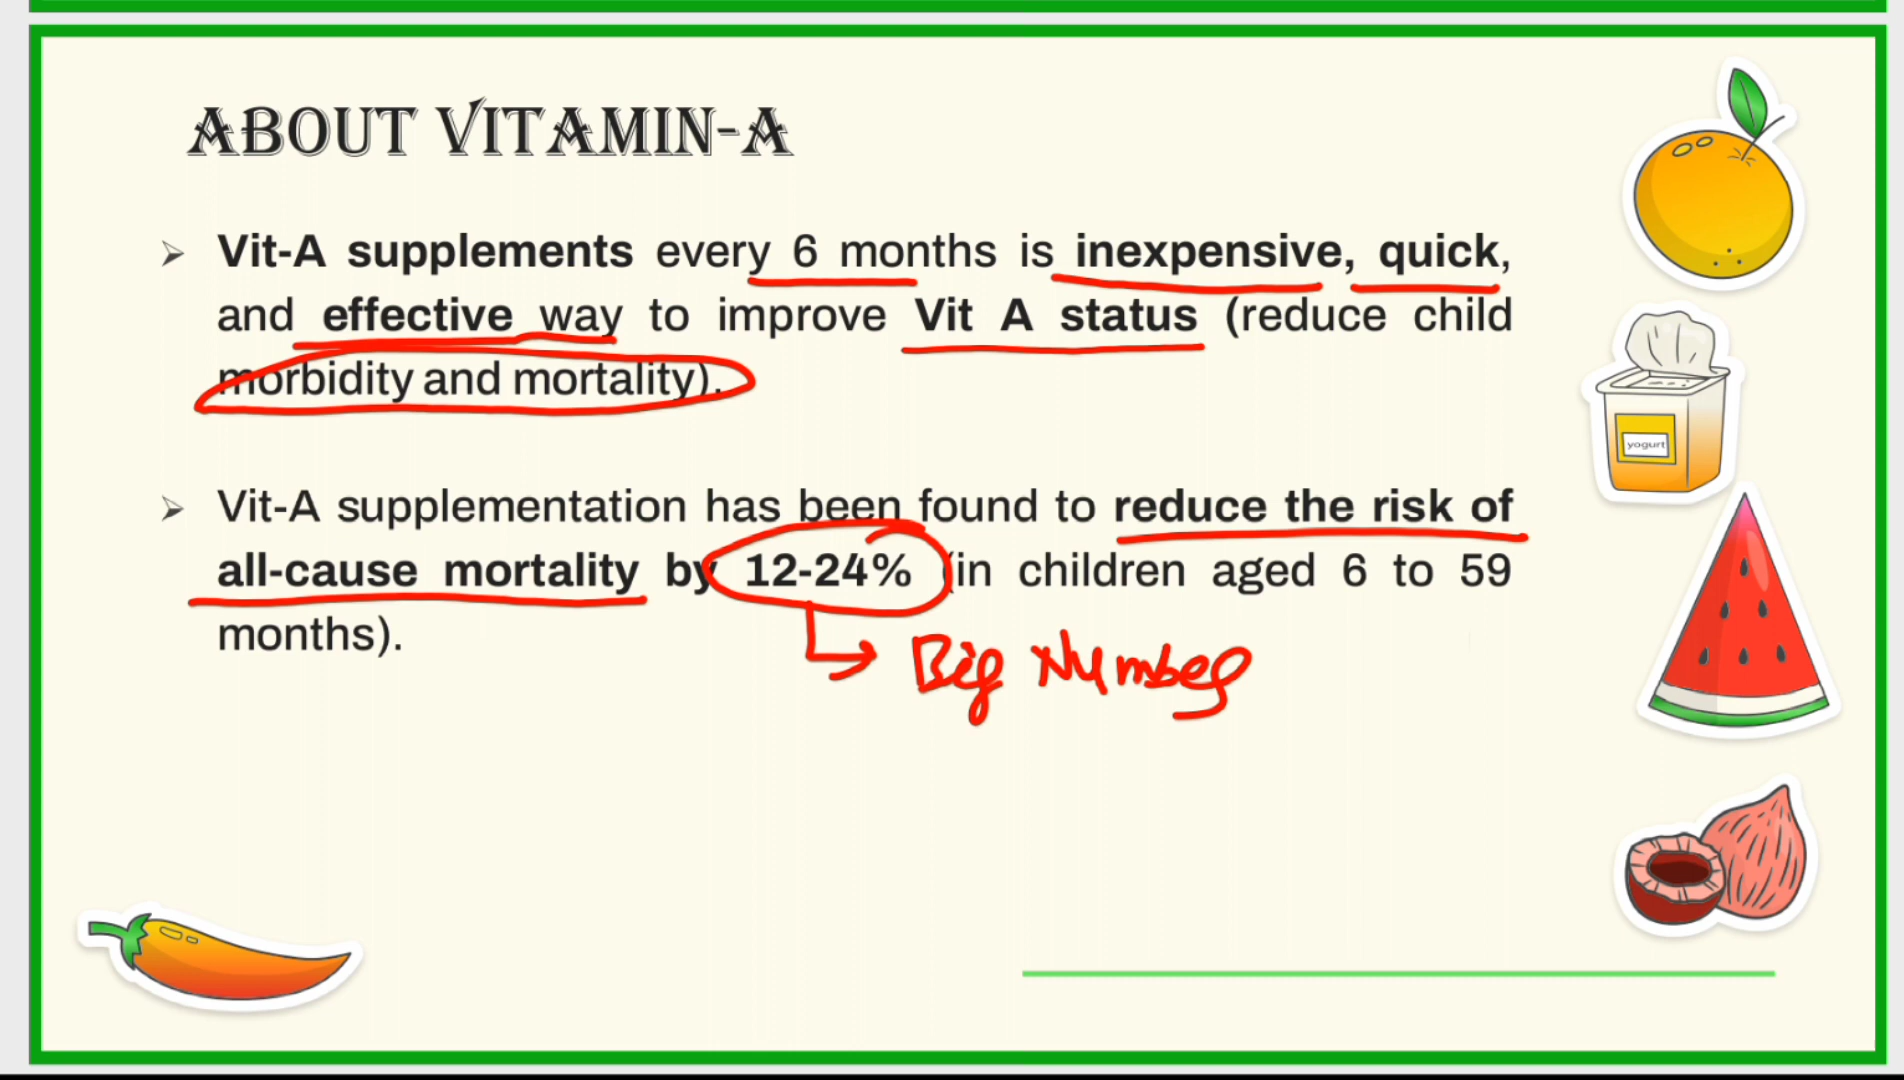 ABOUT VITAMIN-A
➢ Vit-A supplements every 6 months is inexpensive, quick,
and effective way to improve Vit A status (reduce child
morbidity and mortality).
➢ Vit-A supplementation has been found to reduce the risk of
all-cause mortality by 12-24% (in children aged 6 to 59
months).
Big Number
yogurt